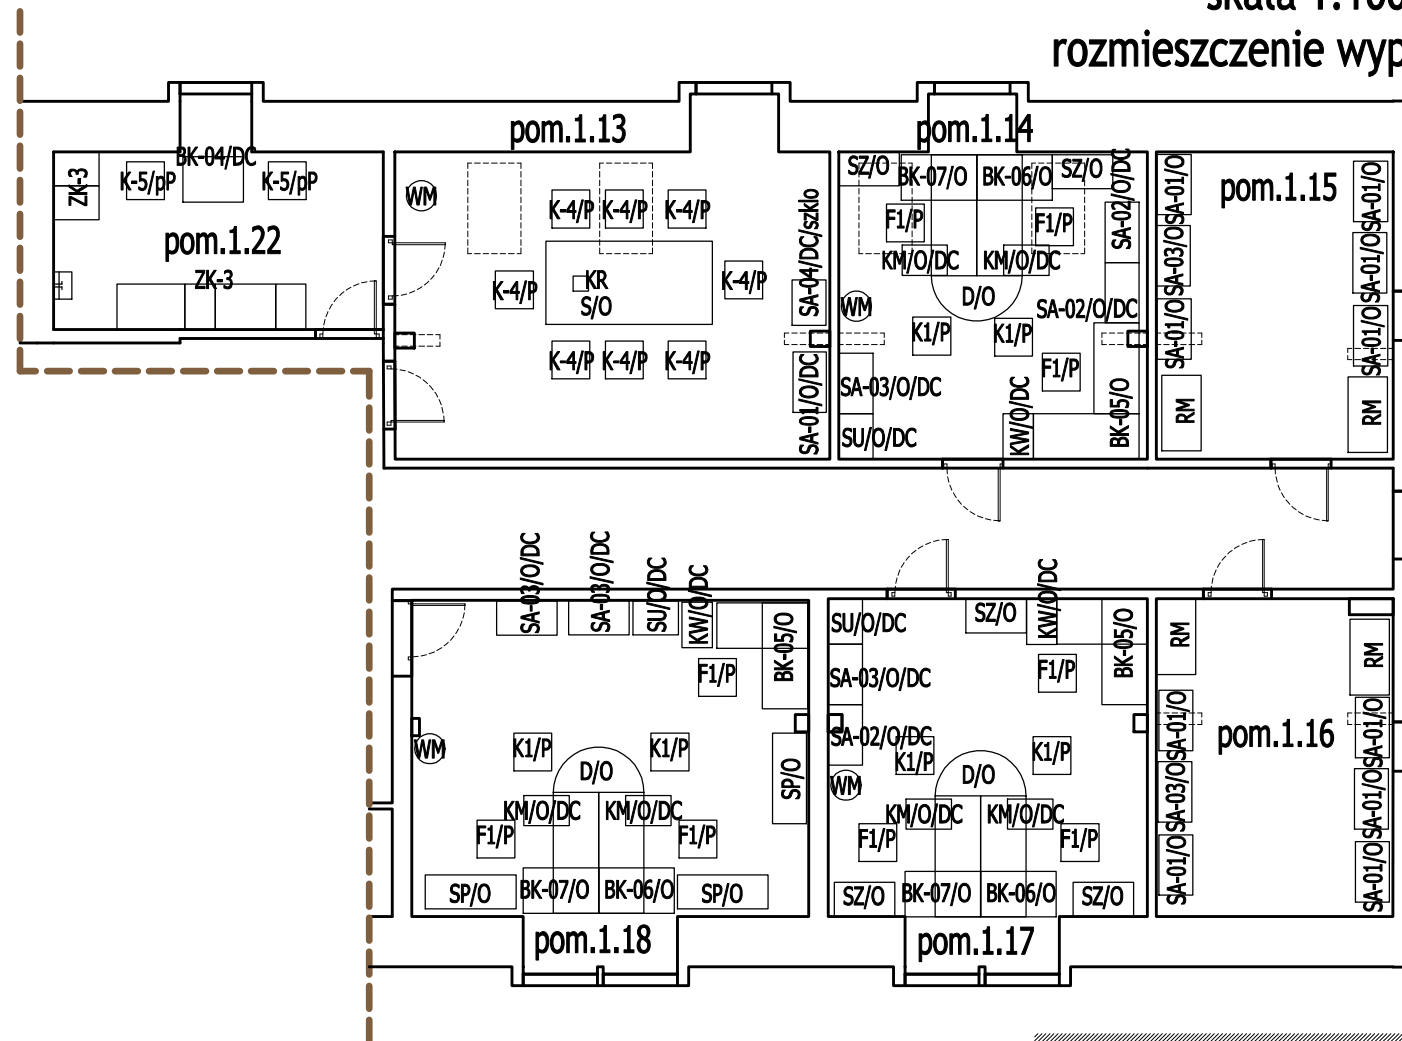 rozmieszczenie wyp
pom.1.22
ZK-3
K-5/pP
BK-04/DC
K-5/pP
ZK-3
pom.1.13
WM
K-4/P
K-4/P
K-4/P
K-4/P
KR
S/O
K-4/P
K-4/P
K-4/P
K-4/P
SA-04/DC/szkło
SA-01/O/DC
pom.1.14
SZ/O
BK-07/O
BK-06/O
SZ/O
SA-02/O/DC
F1/P
F1/P
KM/O/DC
KM/O/DC
D/O
WM
SA-02/O/DC
K1/P
K1/P
F1/P
SA-03/O/DC
SU/O/DC
KW/O/DC
BK-05/O
pom.1.15
SA-01/O
SA-03/O
SA-01/O
RM
SA-01/O
SA-01/O
SA-01/O
RM
SA-03/O/DC
SA-03/O/DC
SU/O/DC
KW/O/DC
BK-05/O
F1/P
WM
K1/P
K1/P
D/O
SP/O
KM/O/DC
KM/O/DC
F1/P
F1/P
SP/O
BK-07/O
BK-06/O
SP/O
pom.1.18
SU/O/DC
SZ/O
KW/O/DC
BK-05/O
SA-03/O/DC
F1/P
SA-02/O/DC
K1/P
K1/P
D/O
WM
KM/O/DC
KM/O/DC
F1/P
F1/P
SZ/O
BK-07/O
BK-06/O
SZ/O
pom.1.17
RM
RM
SA-01/O
SA-03/O
SA-01/O
pom.1.16
SA-01/O
SA-01/O
SA-01/O